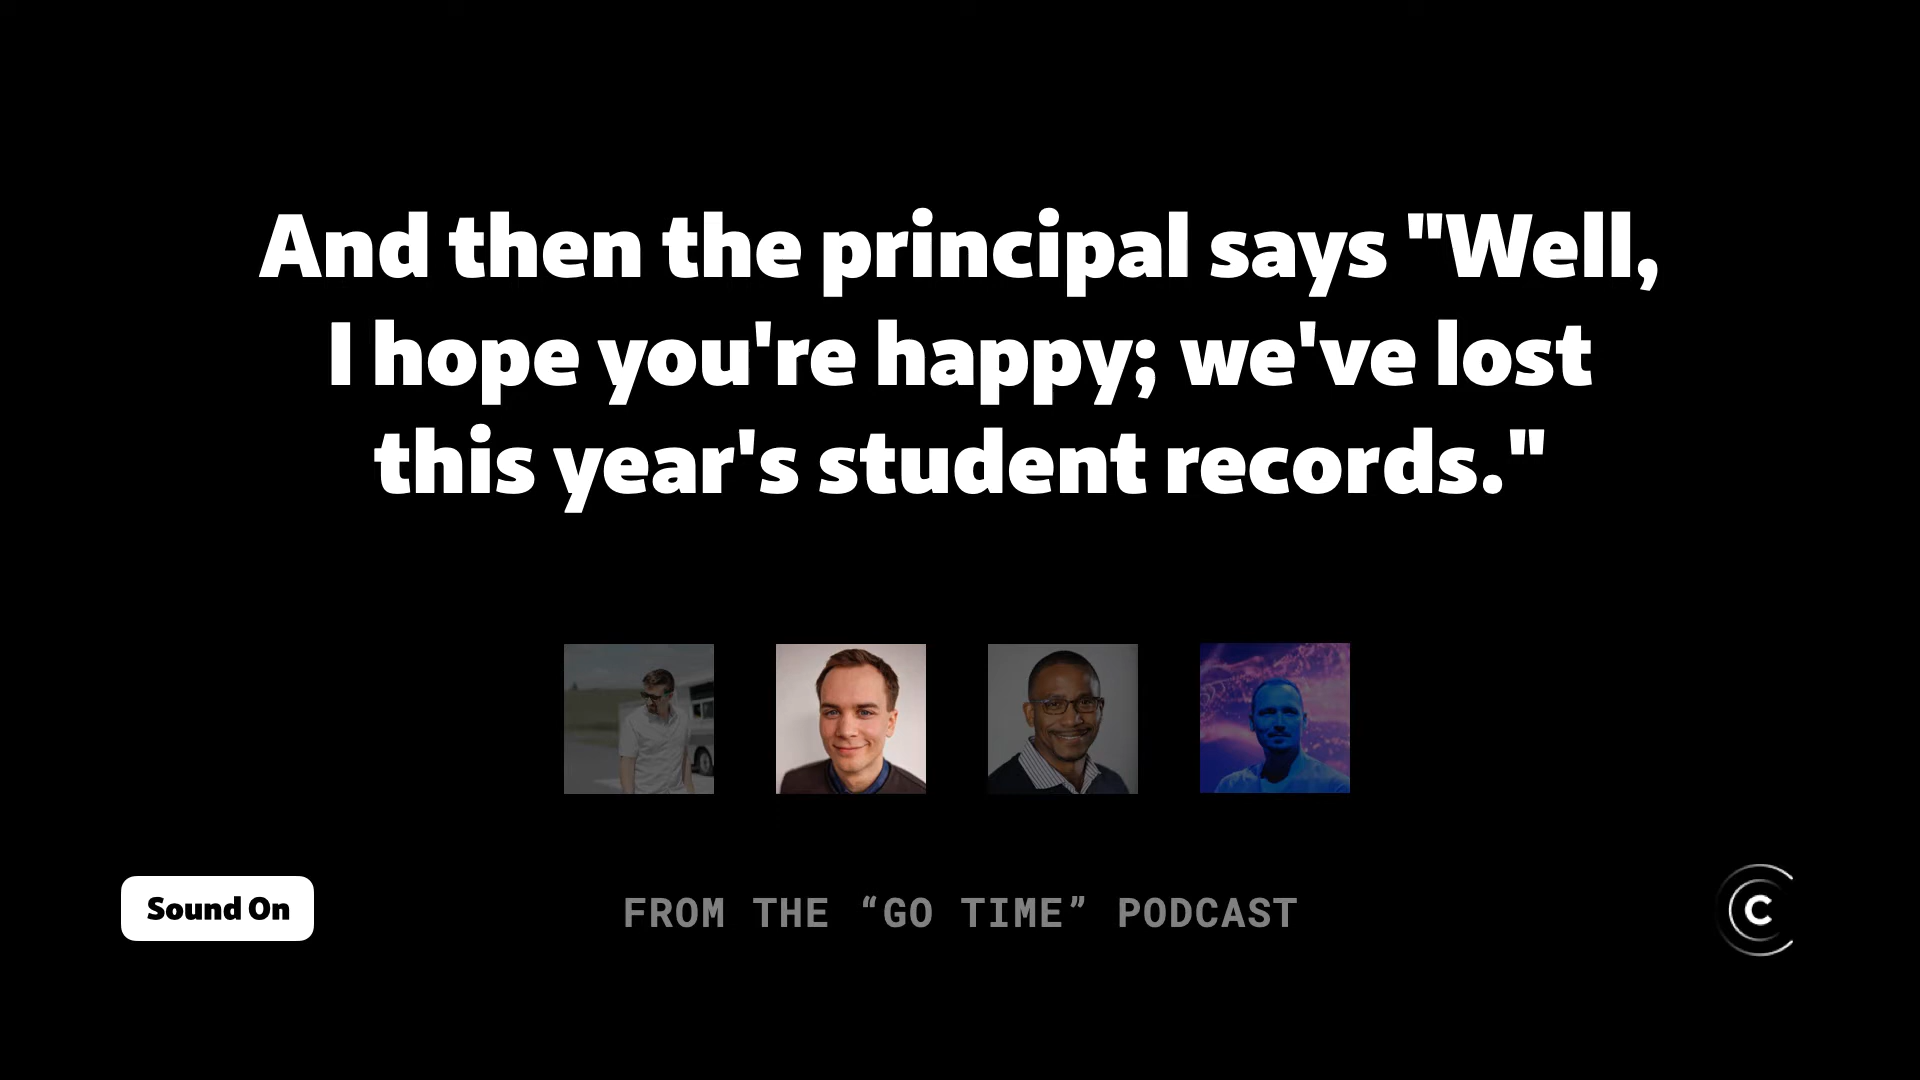 And then the principal says "Well,
I hope you're happy; we've lost
this year's student records."
Sound On
FROM THE “GO TIME” PODCAST
C